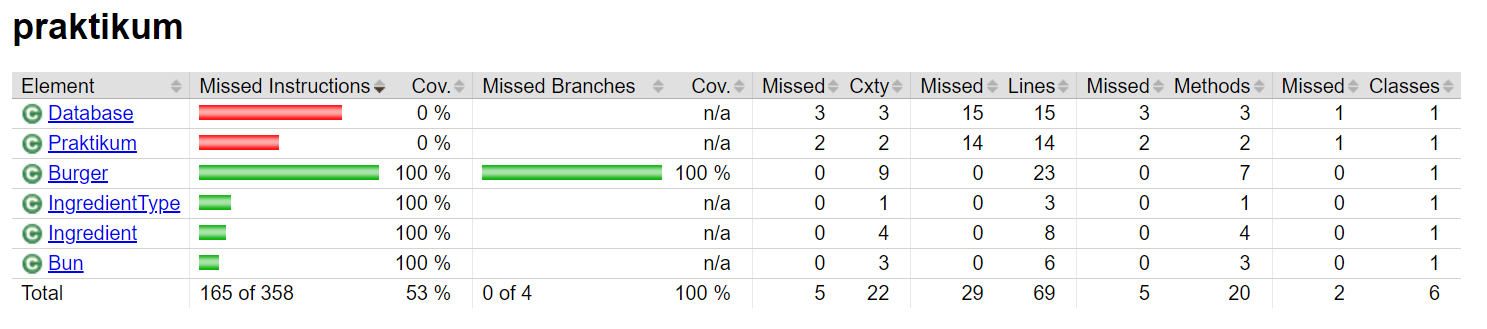 praktikum
Element Missed Instructions Cov. Missed Branches Cov. Missed Cxty Missed Lines Missed Methods Missed Classes
C Database 0 % n/a 3 3 15 15 3 3 1 1
C Praktikum 0 % n/a 2 2 14 14 2 2 1 1
C Burger 100 % 100 % 0 9 0 23 0 7 0 1
C IngredientType 100 % n/a 0 1 0 3 0 1 0 1
C Ingredient 100 % n/a 0 4 0 8 0 4 0 1
C Bun 100 % n/a 0 3 0 6 0 3 0 1
Total 165 of 358 53 % 0 of 4 100 % 5 22 29 69 5 20 2 6